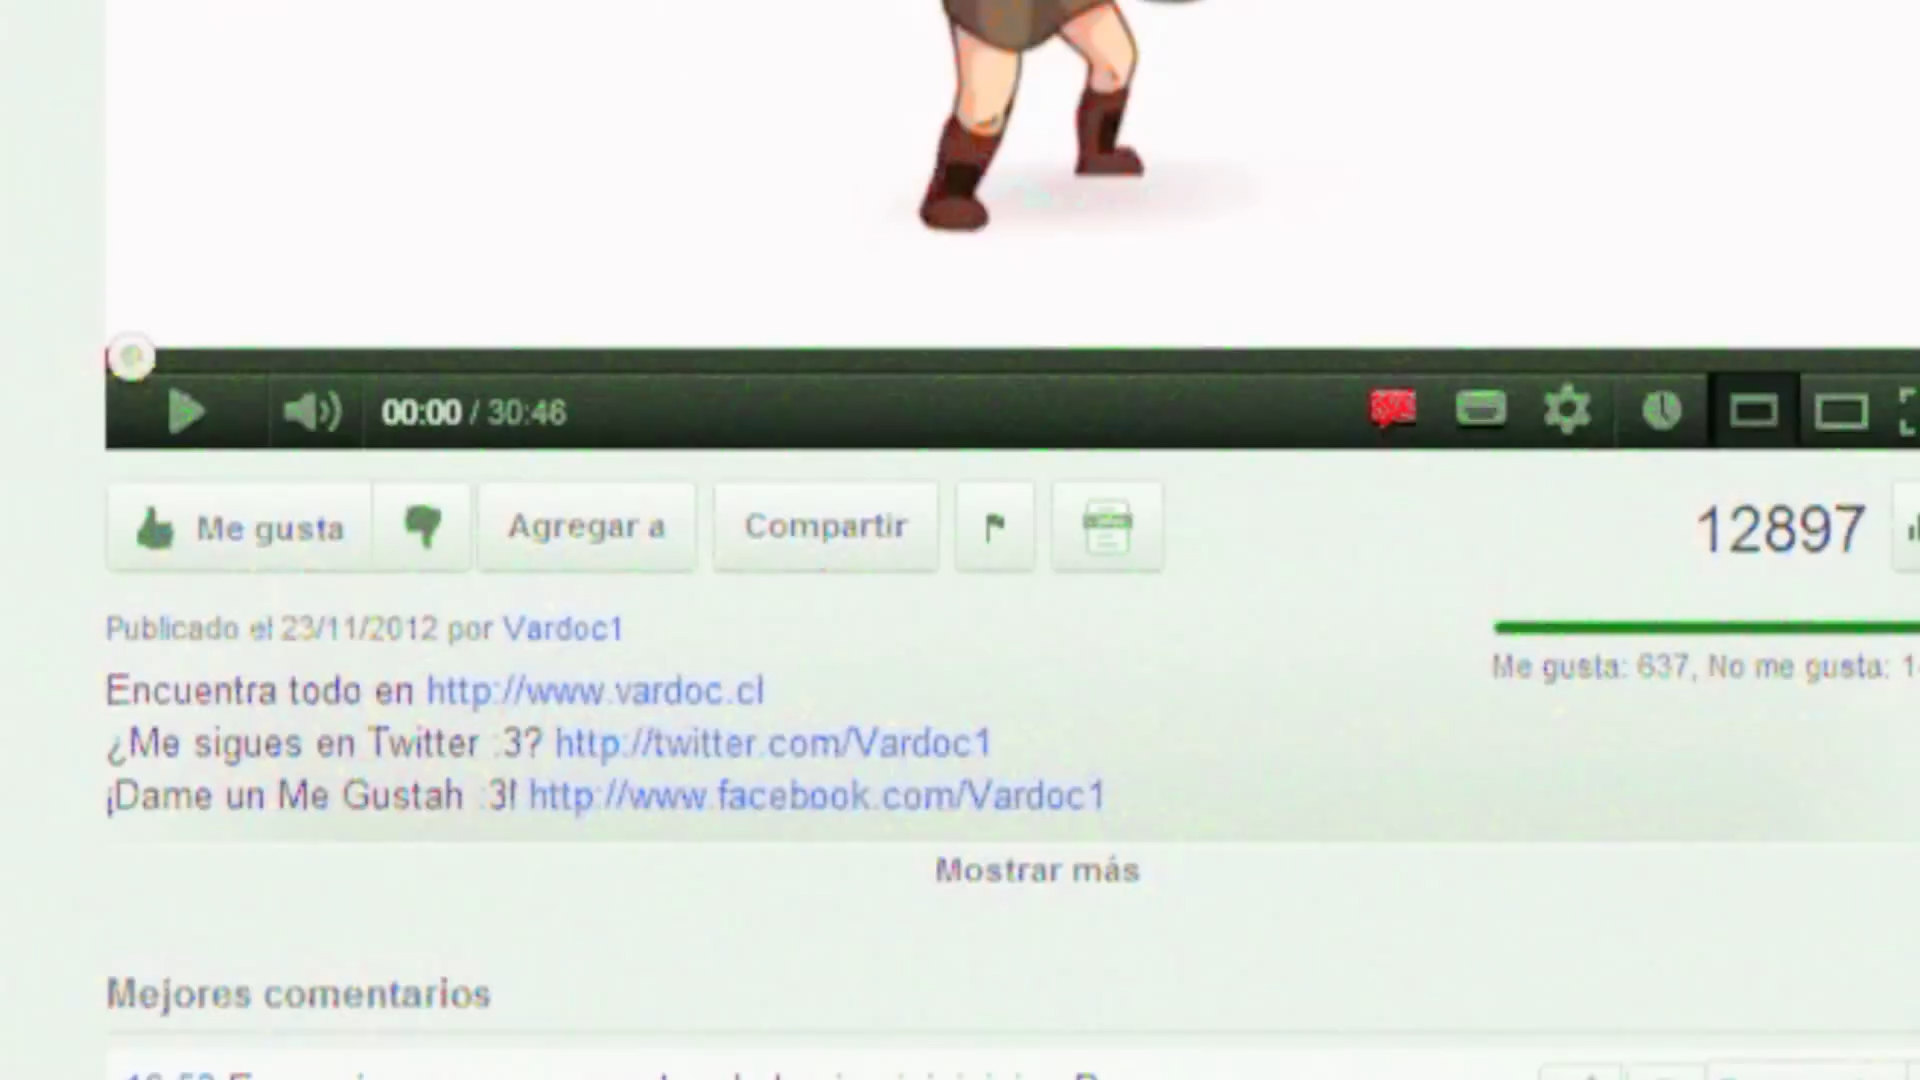 00:00 / 30:46
Me gusta
Agregar a
Compartir
12897
Publicado el 23/11/2012 por Vardoc1
Me gusta: 637, No me gusta:
Encuentra todo en http://www.vardoc.cl
¿Me sigues en Twitter :3? http://twitter.com/Vardoc1
¡Dame un Me Gustah :3! http://www.facebook.com/Vardoc1
Mostrar más
Mejores comentarios